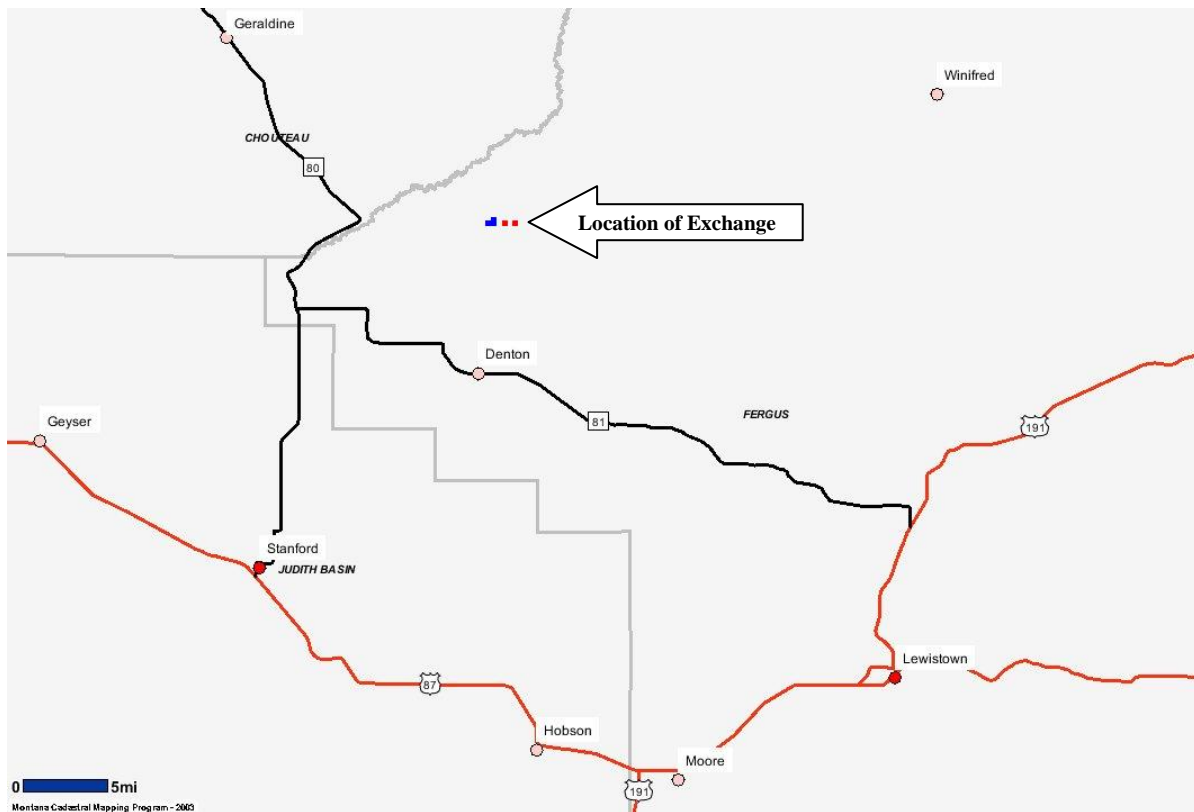 Geraldine
Winifred
CHOUTEAU
80
Location of Exchange
Denton
Geyser
FERGUS
81
191
Stanford
JUDITH BASIN
Lewistown
87
Hobson
Moore
0 5mi
191
Montana Cadastral Mapping Program - 2003